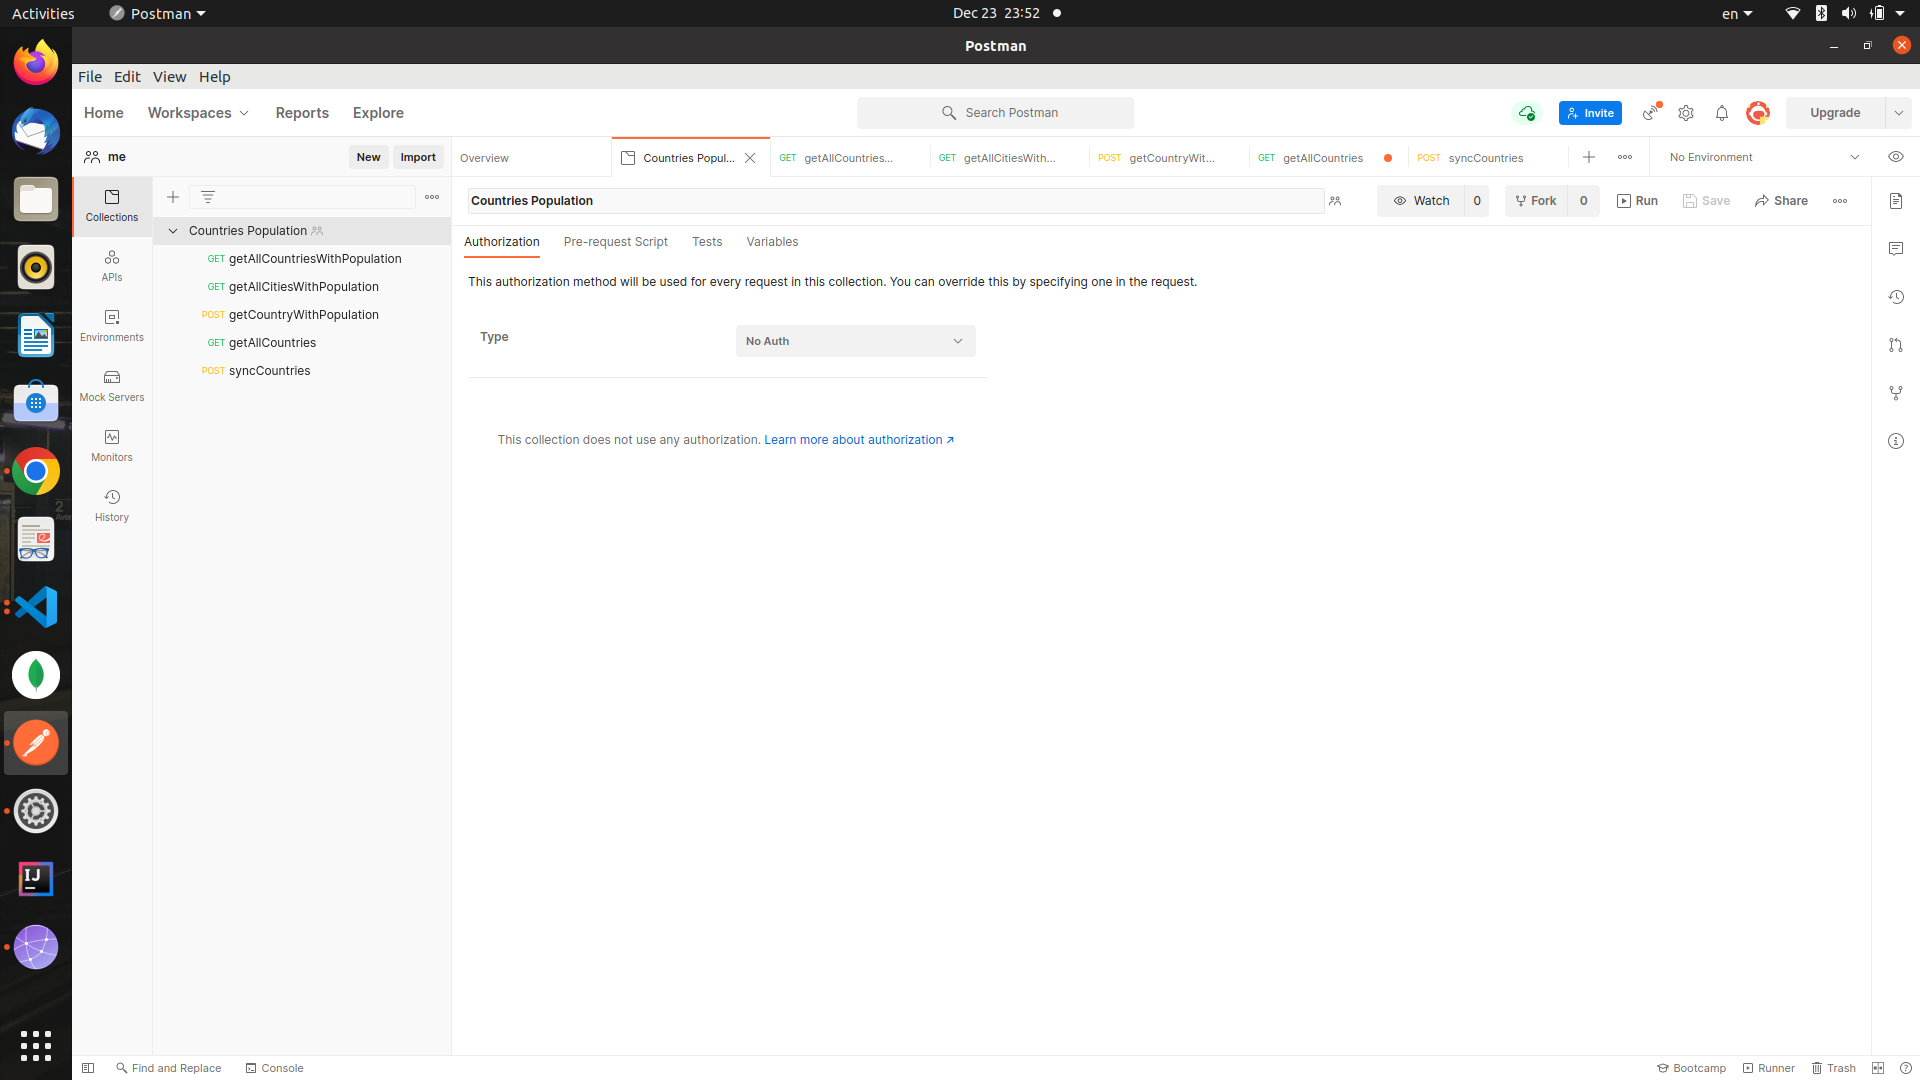 Activities Postman Dec 23 23:52 en
Postman
File Edit View Help
Home Workspaces Reports Explore Search Postman Invite Upgrade
me New Import Overview Countries Popul... GET getAllCountries... GET getAllCitiesWith... POST getCountryWit... GET getAllCountries POST syncCountries No Environment
Collections
APIs
Environments
Mock Servers
Monitors
History
Countries Population
GET getAllCountriesWithPopulation
GET getAllCitiesWithPopulation
POST getCountryWithPopulation
GET getAllCountries
POST syncCountries
Countries Population Watch 0 Fork 0 Run Save Share
Authorization Pre-request Script Tests Variables
This authorization method will be used for every request in this collection. You can override this by specifying one in the request.
Type No Auth
This collection does not use any authorization. Learn more about authorization ↗
IJ
Find and Replace Console Bootcamp Runner Trash